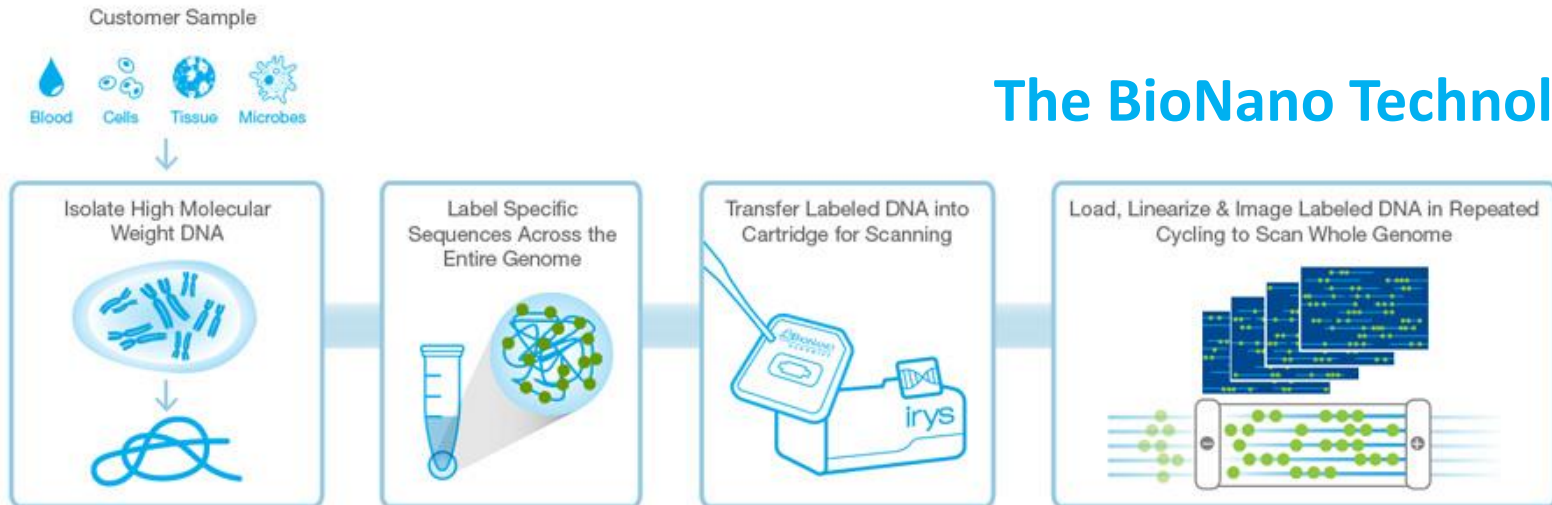 Customer Sample
Blood Cells Tissue Microbes
The BioNano Technol
Isolate High Molecular
Weight DNA
Label Specific
Sequences Across the
Entire Genome
Transfer Labeled DNA into
Cartridge for Scanning
BIONANO
GENOMICS
irys
Load, Linearize & Image Labeled DNA in Repeated
Cycling to Scan Whole Genome